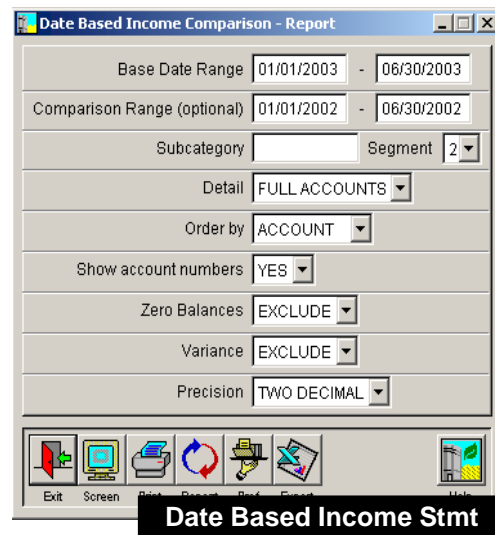 Date Based Income Comparison - Report
Base Date Range 01/01/2003 - 06/30/2003
Comparison Range (optional) 01/01/2002 - 06/30/2002
Subcategory Segment 2
Detail FULL ACCOUNTS
Order by ACCOUNT
Show account numbers YES
Zero Balances EXCLUDE
Variance EXCLUDE
Precision TWO DECIMAL
Exit Screen
Date Based Income Stmt